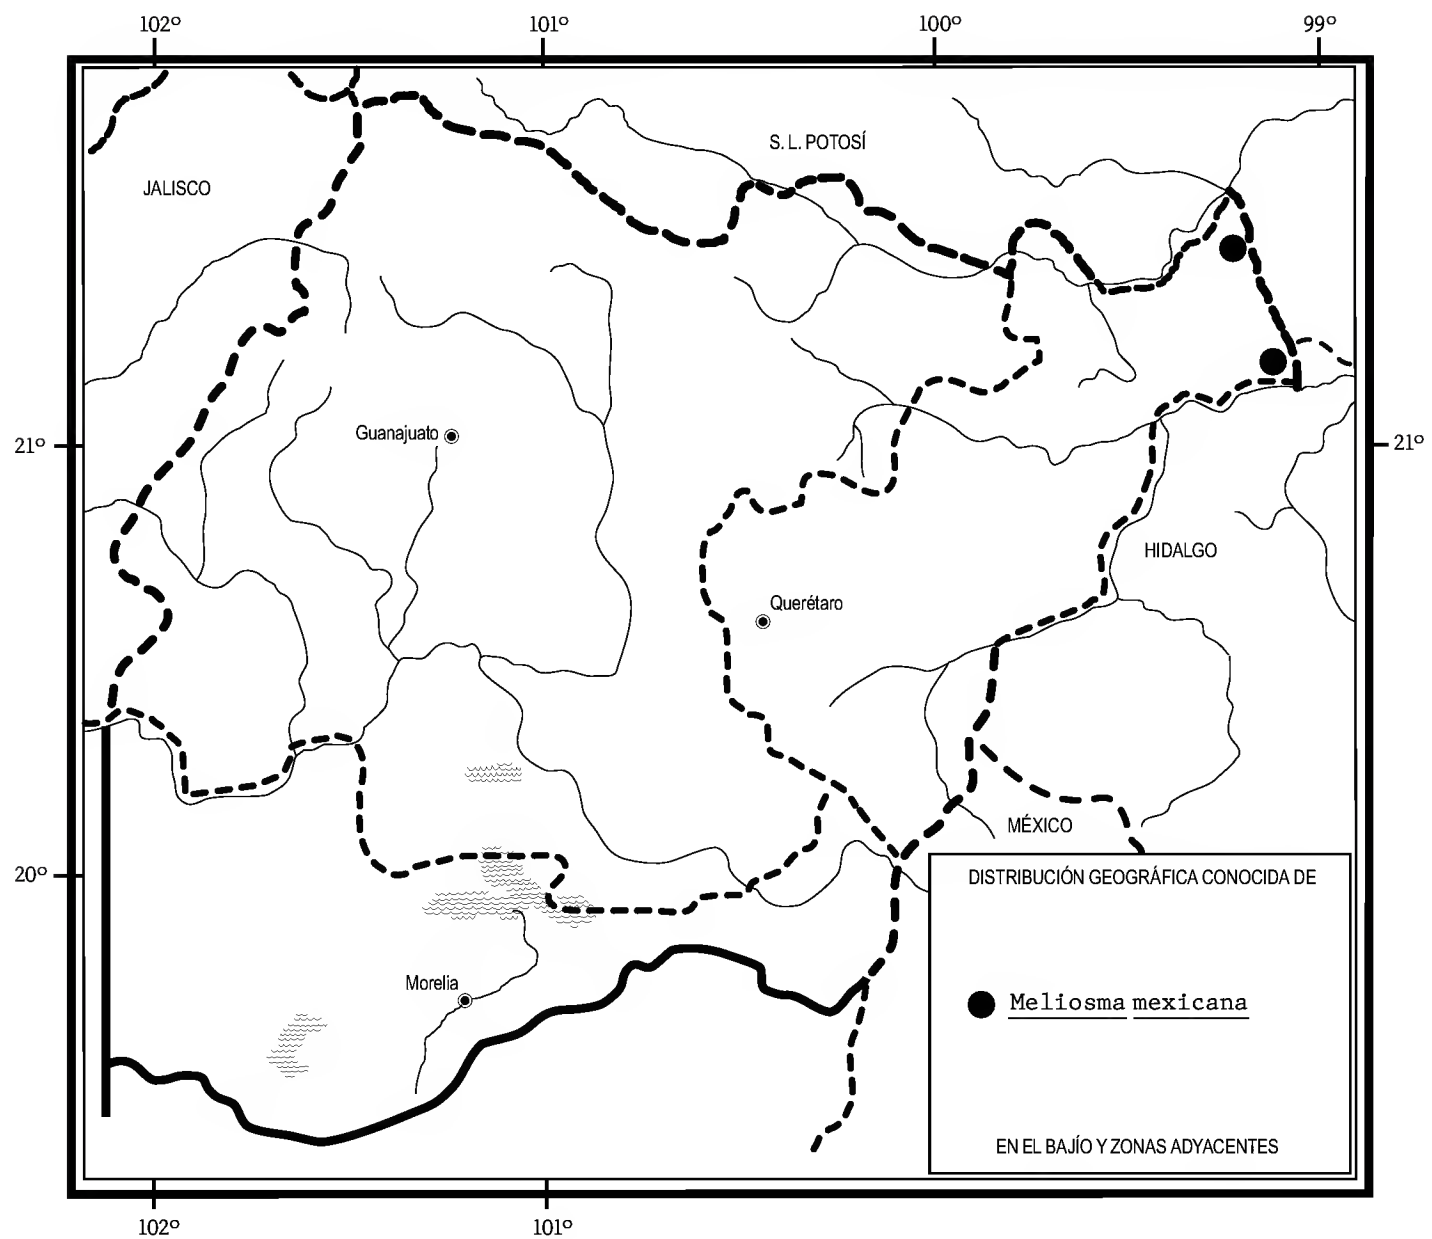 102º 101º 100º 99º
S. L. POTOSÍ
JALISCO
Guanajuato
21º 21º
HIDALGO
Querétaro
MÉXICO
20º
DISTRIBUCIÓN GEOGRÁFICA CONOCIDA DE
Morelia
Meliosma mexicana
EN EL BAJÍO Y ZONAS ADYACENTES
102º 101º